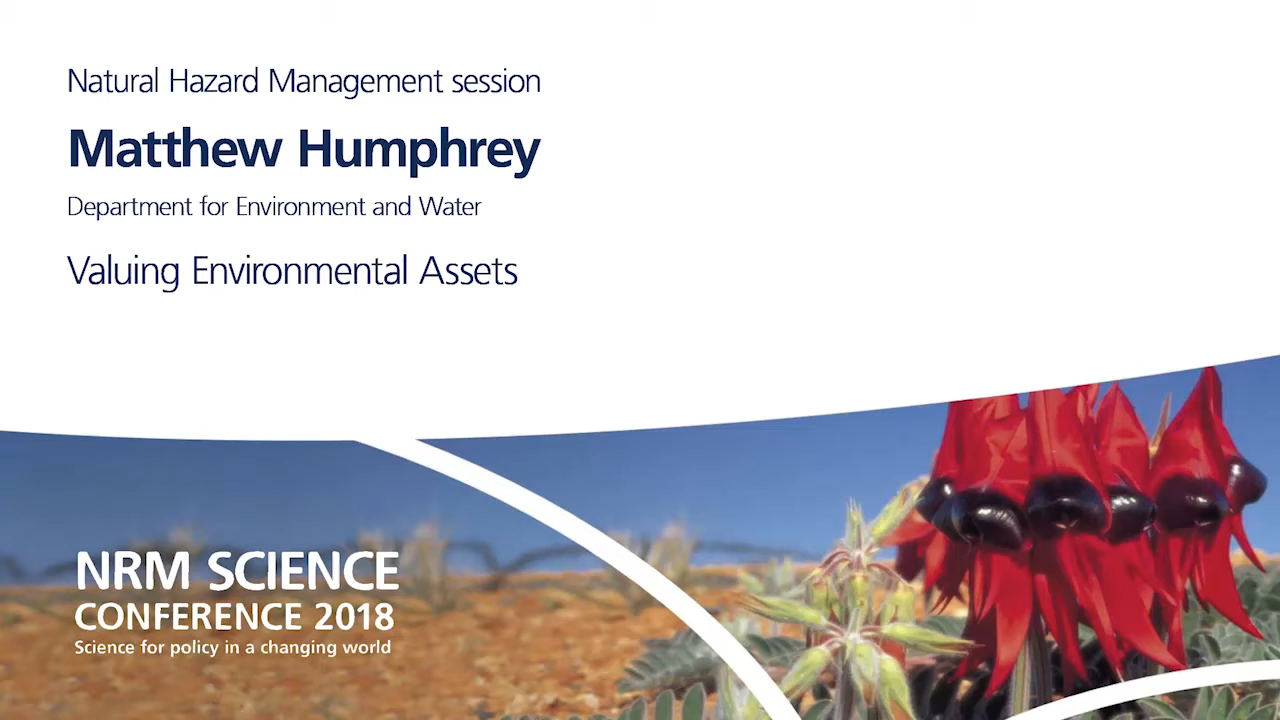 Natural Hazard Management session
Matthew Humphrey
Department for Environment and Water
Valuing Environmental Assets
NRM SCIENCE
CONFERENCE 2018
Science for policy in a changing world